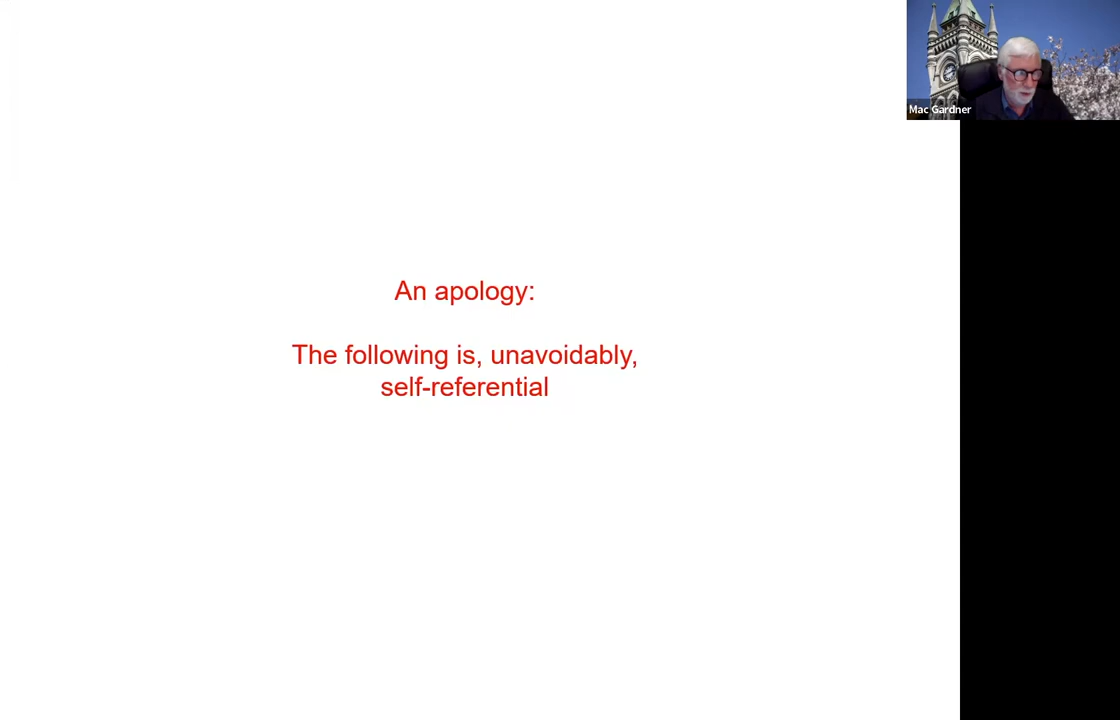 Mac Gardner
An apology:
The following is, unavoidably,
self-referential